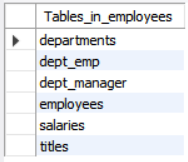 Tables_in_employees
departments
dept_emp
dept_manager
employees
salaries
titles